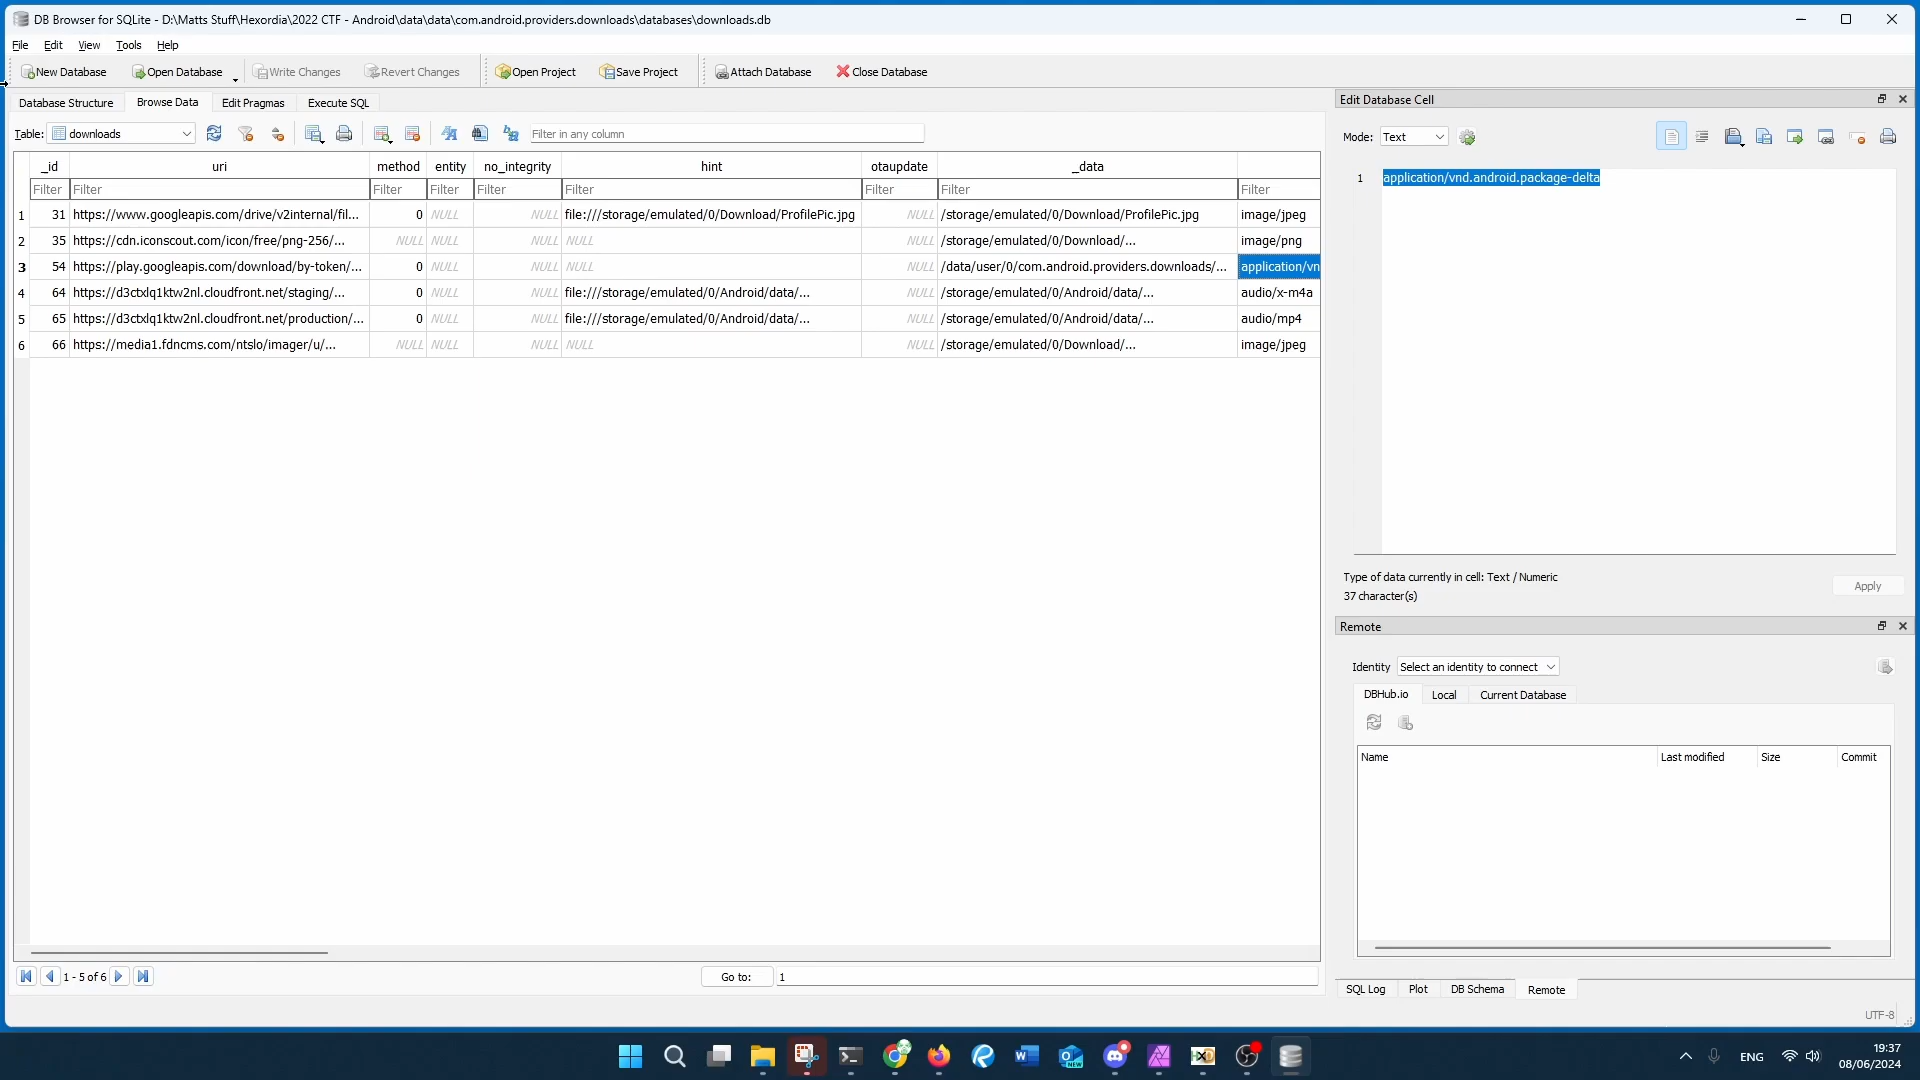 DB Browser for SQLite - D:\Matts Stuff\Hexordia\2022 CTF - Android\data\data\com.android.providers.downloads\databases\downloads.db
File Edit View Tools Help
New Database Open Database Write Changes Revert Changes Open Project Save Project Attach Database Close Database
Database Structure Browse Data Edit Pragmas Execute SQL
Table: downloads Filter in any column
_id uri method entity no_integrity hint otaupdate _data
Filter Filter Filter Filter Filter Filter Filter Filter Filter
1 31 https://www.googleapis.com/drive/v2internal/fil... 0 NULL NULL file:///storage/emulated/0/Download/ProfilePic.jpg NULL /storage/emulated/0/Download/ProfilePic.jpg image/jpeg
2 35 https://cdn.iconscout.com/icon/free/png-256/... NULL NULL NULL NULL NULL /storage/emulated/0/Download/... image/png
3 54 https://play.googleapis.com/download/by-token/... 0 NULL NULL NULL NULL /data/user/0/com.android.providers.downloads/... application/vn
4 64 https://d3ctxlq1ktw2nl.cloudfront.net/staging/... 0 NULL NULL file:///storage/emulated/0/Android/data/... NULL /storage/emulated/0/Android/data/... audio/x-m4a
5 65 https://d3ctxlq1ktw2nl.cloudfront.net/production/... 0 NULL NULL file:///storage/emulated/0/Android/data/... NULL /storage/emulated/0/Android/data/... audio/mp4
6 66 https://media1.fdncms.com/ntslo/imager/u/... NULL NULL NULL NULL NULL /storage/emulated/0/Download/... image/jpeg
1 - 5 of 6 Go to: 1
Edit Database Cell
Mode: Text
1 application/vnd.android.package-delta
Type of data currently in cell: Text / Numeric
37 character(s)
Apply
Remote
Identity Select an identity to connect
DBHub.io Local Current Database
Name Last modified Size Commit
SQL Log Plot DB Schema Remote
UTF-8
ENG
19:37
08/06/2024